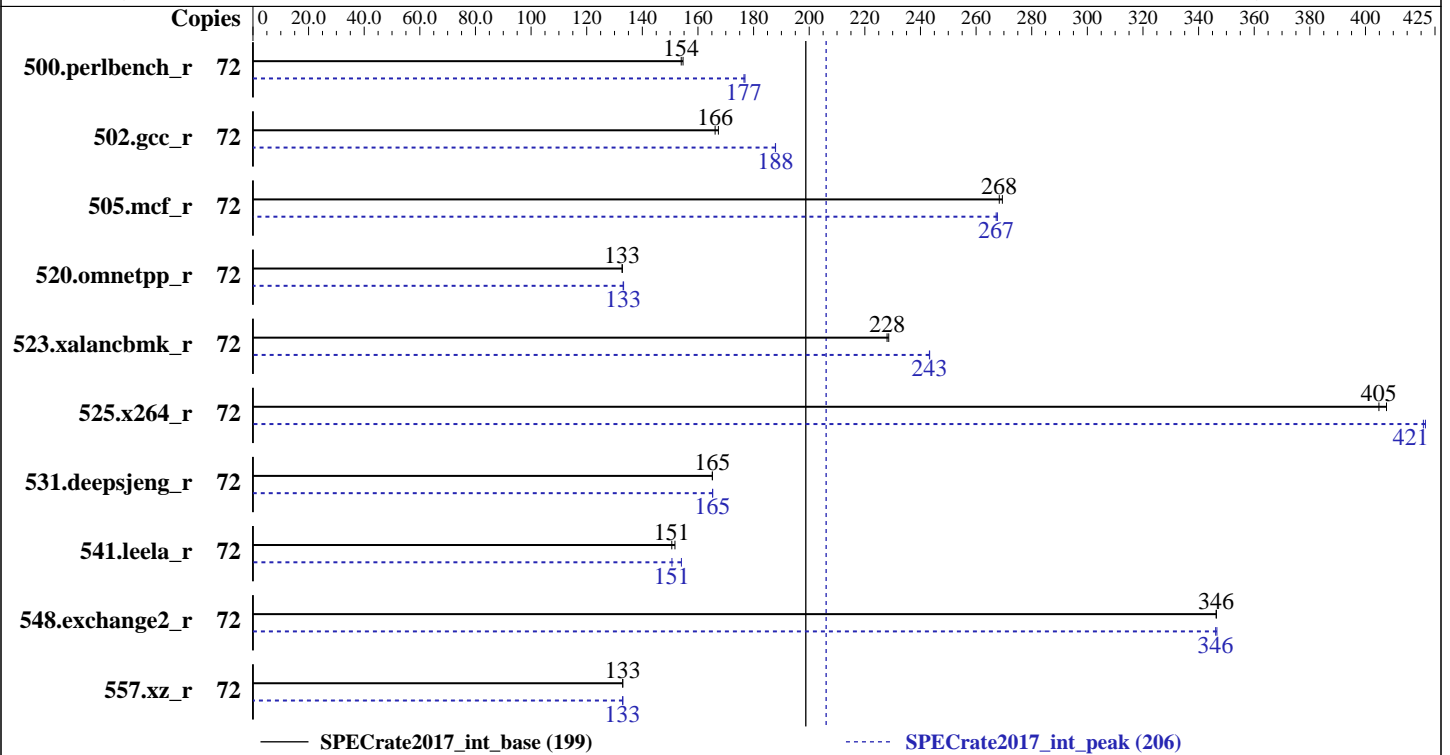 Copies 0 20.0 40.0 60.0 80.0 100 120 140 160 180 200 220 240 260 280 300 320 340 360 380 400 425
154
500.perlbench_r 72
177
166
502.gcc_r 72
188
268
505.mcf_r 72
267
133
520.omnetpp_r 72
133
228
523.xalancbmk_r 72
243
405
525.x264_r 72
421
165
531.deepsjeng_r 72
165
151
541.leela_r 72
151
346
548.exchange2_r 72
346
133
557.xz_r 72
133
SPECrate2017_int_base (199) SPECrate2017_int_peak (206)